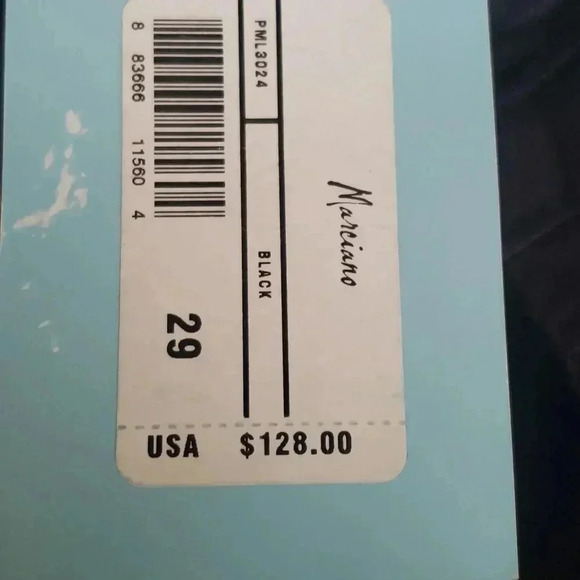 Marciano
PML3024
BLACK
8 83666 11560 4
29
USA $128.00